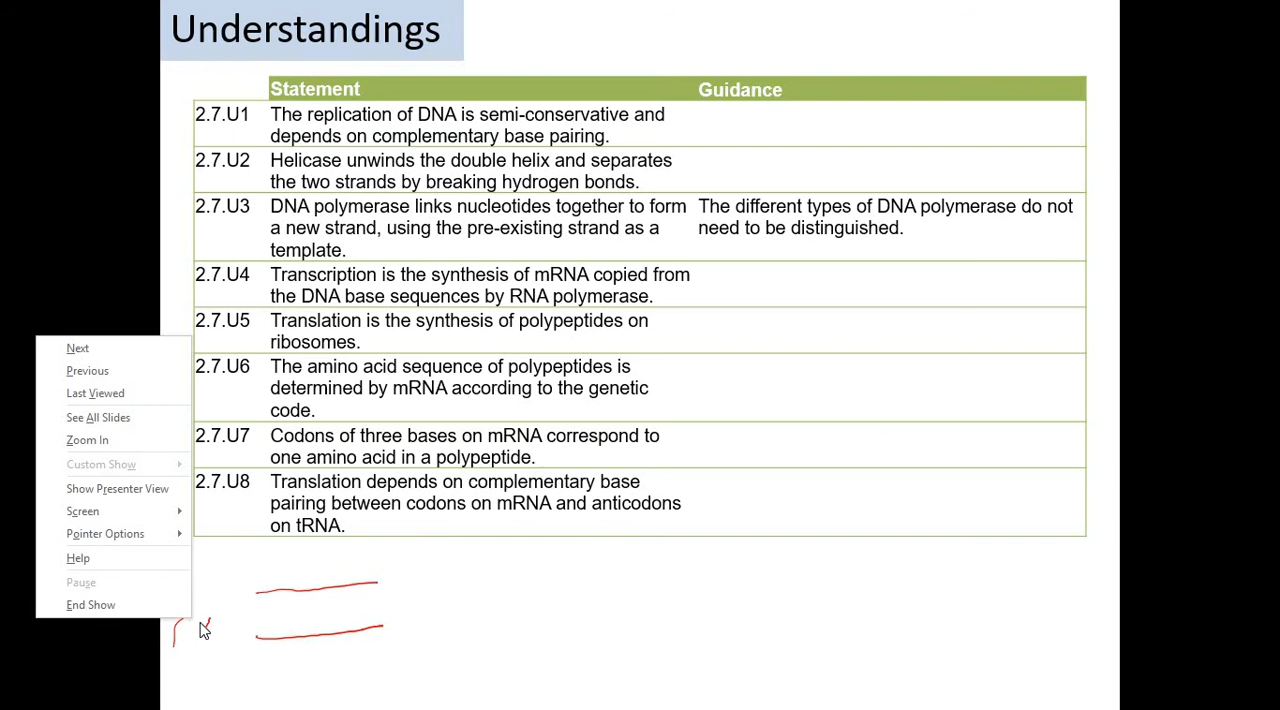 Understandings
Statement Guidance
2.7.U1 The replication of DNA is semi-conservative and
depends on complementary base pairing.
2.7.U2 Helicase unwinds the double helix and separates
the two strands by breaking hydrogen bonds.
2.7.U3 DNA polymerase links nucleotides together to form The different types of DNA polymerase do not
a new strand, using the pre-existing strand as a need to be distinguished.
template.
2.7.U4 Transcription is the synthesis of mRNA copied from
the DNA base sequences by RNA polymerase.
2.7.U5 Translation is the synthesis of polypeptides on
ribosomes.
2.7.U6 The amino acid sequence of polypeptides is
determined by mRNA according to the genetic
code.
2.7.U7 Codons of three bases on mRNA correspond to
one amino acid in a polypeptide.
2.7.U8 Translation depends on complementary base
pairing between codons on mRNA and anticodons
on tRNA.
Next
Previous
Last Viewed
See All Slides
Zoom In
Custom Show
Show Presenter View
Screen
Pointer Options
Help
Pause
End Show